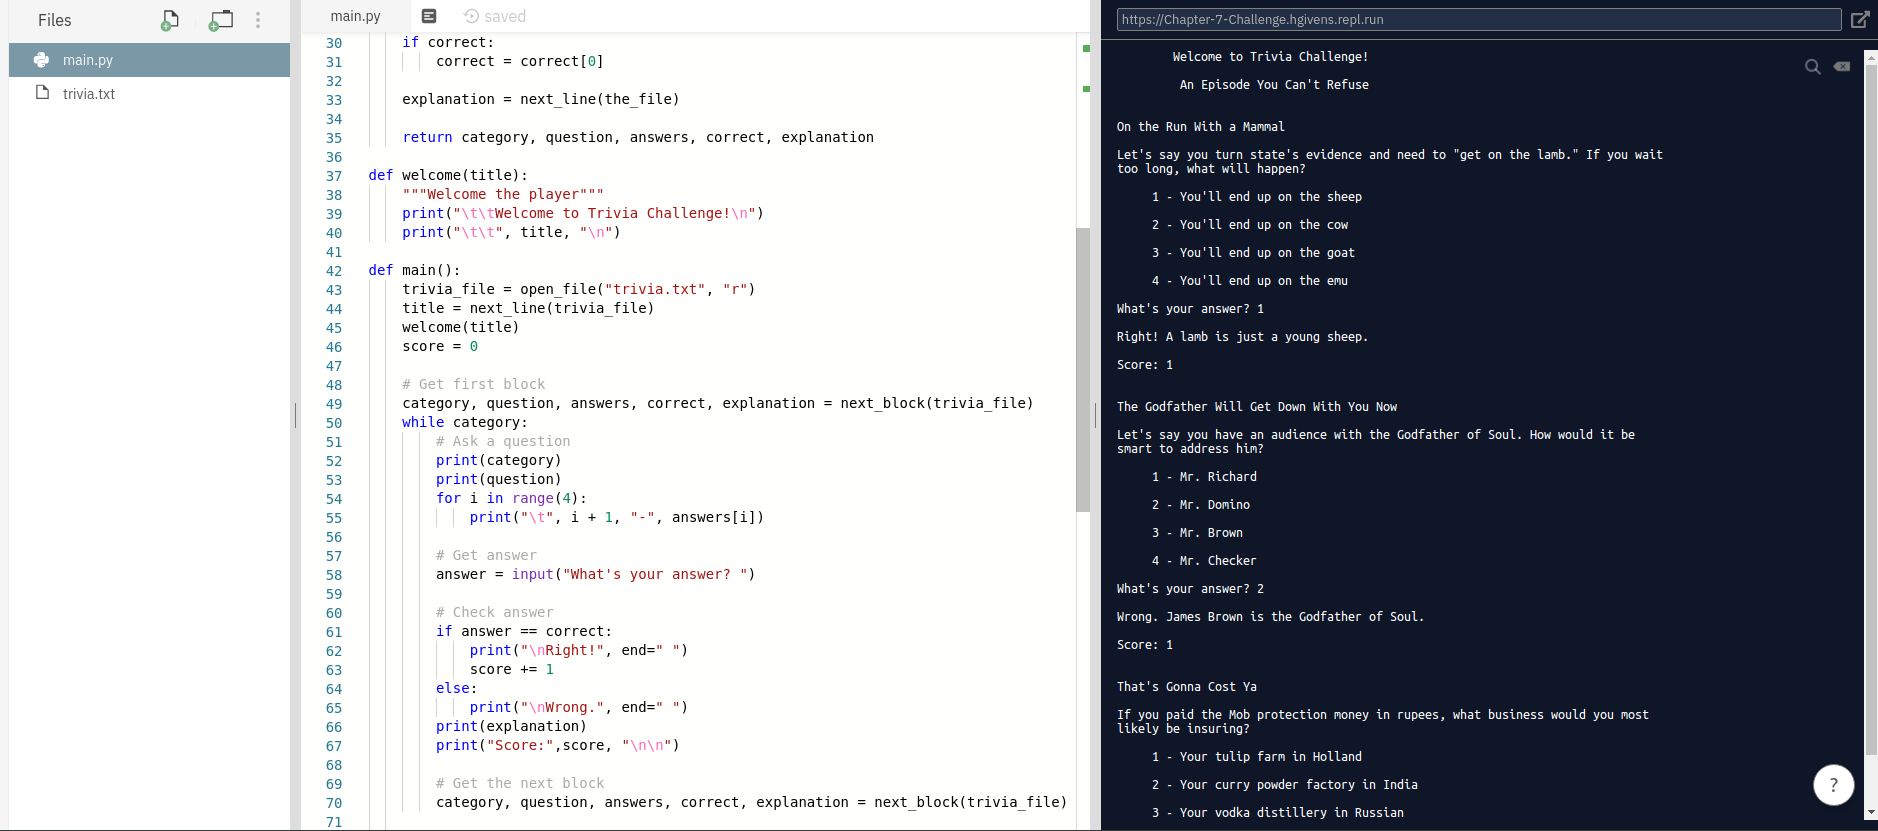 Files
main.py
trivia.txt
main.py
saved
30 if correct:
31 correct = correct[0]
32
33 explanation = next_line(the_file)
34
35 return category, question, answers, correct, explanation
36
37 def welcome(title):
38 """Welcome the player"""
39 print("\t\tWelcome to Trivia Challenge!\n")
40 print("\t\t", title, "\n")
41
42 def main():
43 trivia_file = open_file("trivia.txt", "r")
44 title = next_line(trivia_file)
45 welcome(title)
46 score = 0
47
48 # Get first block
49 category, question, answers, correct, explanation = next_block(trivia_file)
50 while category:
51 # Ask a question
52 print(category)
53 print(question)
54 for i in range(4):
55 print("\t", i + 1, "-", answers[i])
56
57 # Get answer
58 answer = input("What's your answer? ")
59
60 # Check answer
61 if answer == correct:
62 print("\nRight!", end=" ")
63 score += 1
64 else:
65 print("\nWrong.", end=" ")
66 print(explanation)
67 print("Score:",score, "\n\n")
68
69 # Get the next block
70 category, question, answers, correct, explanation = next_block(trivia_file)
71
https://Chapter-7-Challenge.hgivens.repl.run
Welcome to Trivia Challenge!
An Episode You Can't Refuse
On the Run With a Mammal
Let's say you turn state's evidence and need to "get on the lamb." If you wait
too long, what will happen?
1 - You'll end up on the sheep
2 - You'll end up on the cow
3 - You'll end up on the goat
4 - You'll end up on the emu
What's your answer? 1
Right! A lamb is just a young sheep.
Score: 1
The Godfather Will Get Down With You Now
Let's say you have an audience with the Godfather of Soul. How would it be
smart to address him?
1 - Mr. Richard
2 - Mr. Domino
3 - Mr. Brown
4 - Mr. Checker
What's your answer? 2
Wrong. James Brown is the Godfather of Soul.
Score: 1
That's Gonna Cost Ya
If you paid the Mob protection money in rupees, what business would you most
likely be insuring?
1 - Your tulip farm in Holland
2 - Your curry powder factory in India
3 - Your vodka distillery in Russian
?